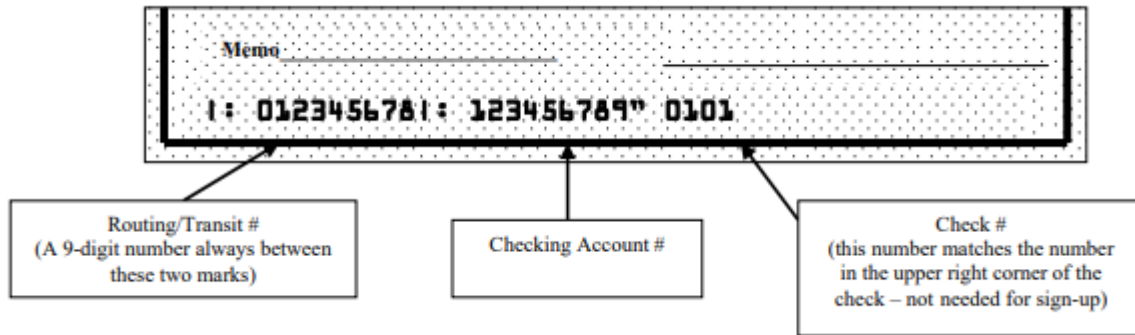 Memo
|: 012345678|: 123456789" 0101
Routing/Transit #
(A 9-digit number always between
these two marks)
Checking Account #
Check #
(this number matches the number
in the upper right corner of the
check – not needed for sign-up)